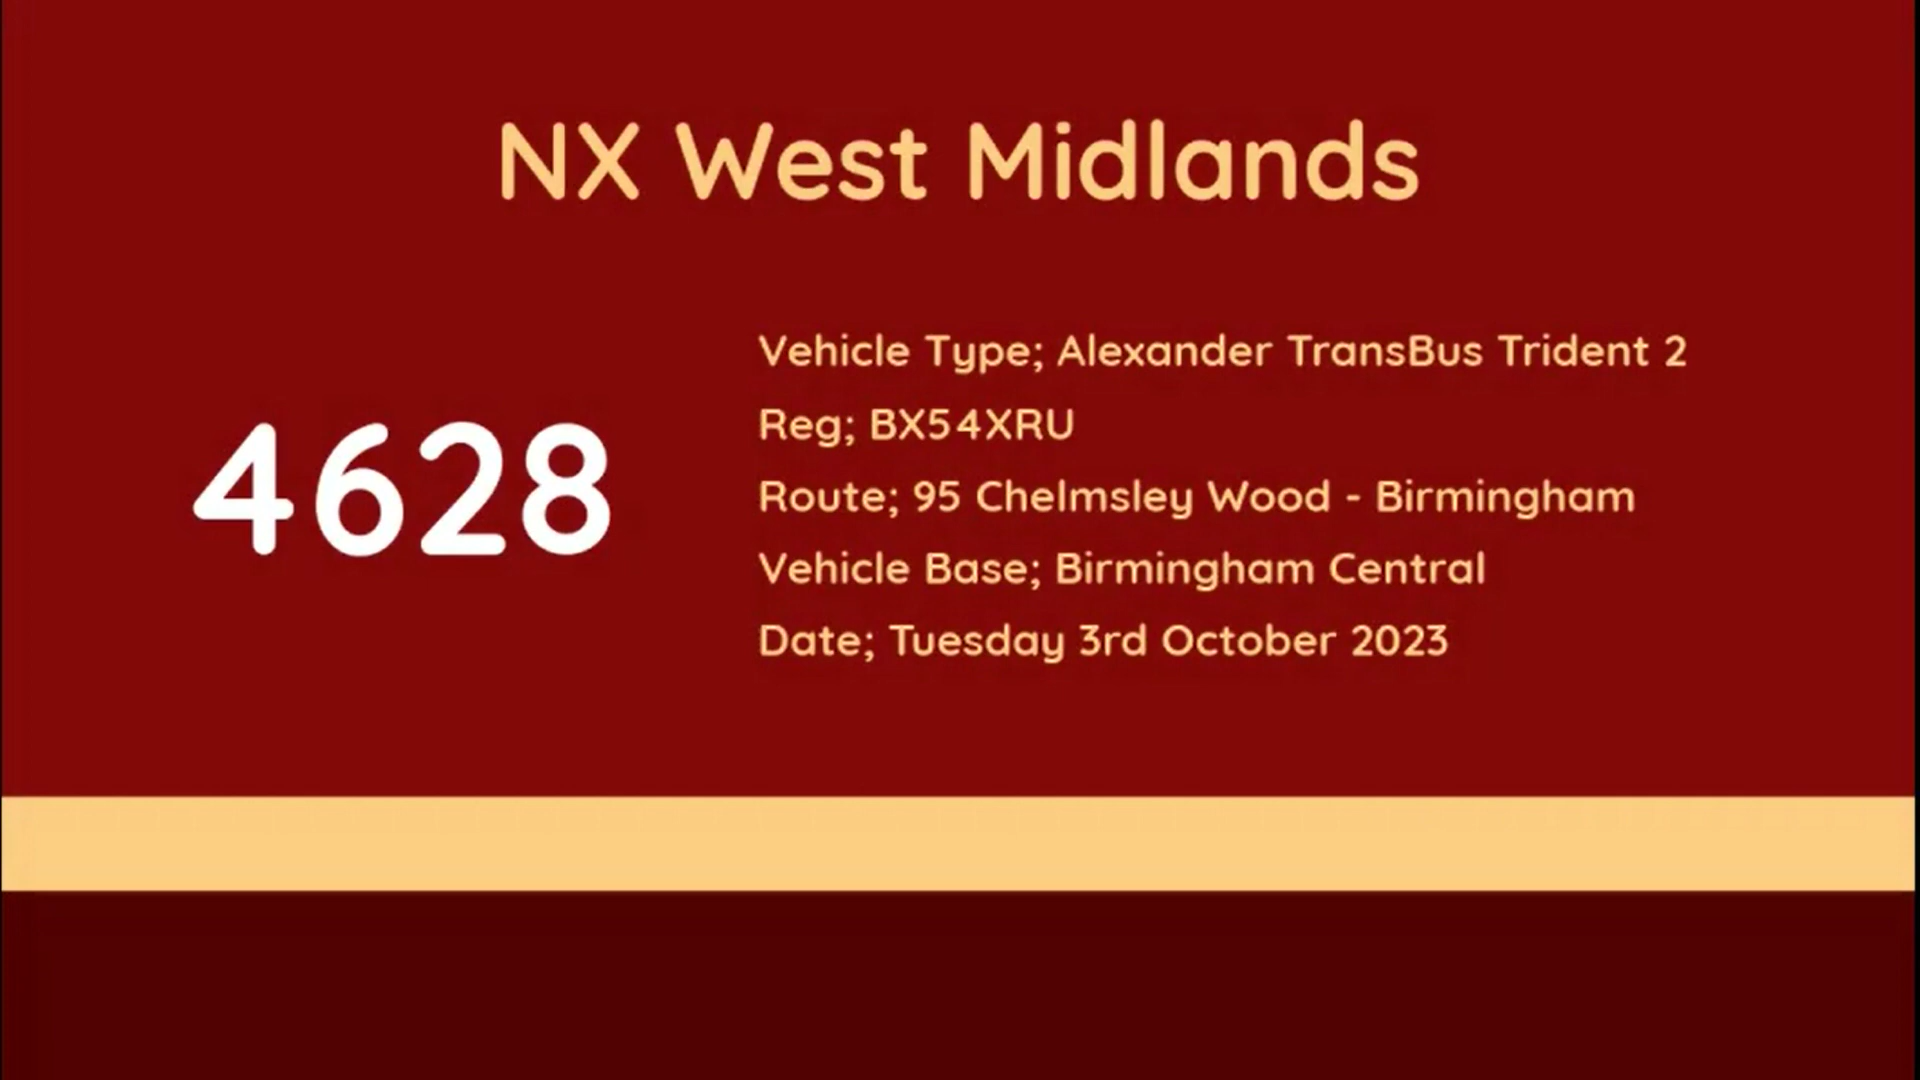 NX West Midlands
4628
Vehicle Type; Alexander TransBus Trident 2
Reg; BX54XRU
Route; 95 Chelmsley Wood - Birmingham
Vehicle Base; Birmingham Central
Date; Tuesday 3rd October 2023